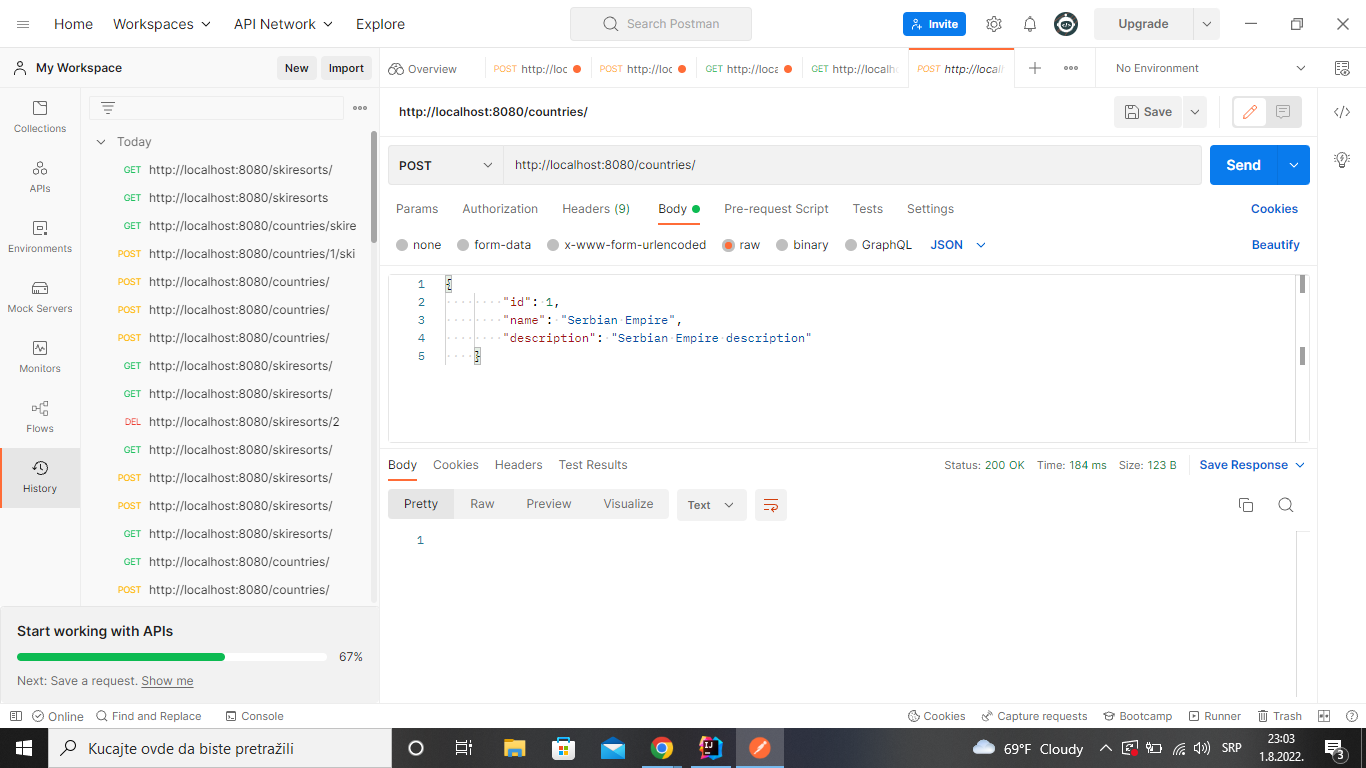 Home Workspaces API Network Explore Search Postman Invite Upgrade
My Workspace New Import Overview POST http://loc POST http://loc GET http://loca GET http://localh POST http://local No Environment
http://localhost:8080/countries/ Save
Collections
APIs
Environments
Mock Servers
Monitors
Flows
History
Today
GET http://localhost:8080/skiresorts/
GET http://localhost:8080/skiresorts
GET http://localhost:8080/countries/skire
POST http://localhost:8080/countries/1/ski
POST http://localhost:8080/countries/
POST http://localhost:8080/countries/
POST http://localhost:8080/countries/
GET http://localhost:8080/skiresorts/
GET http://localhost:8080/skiresorts/
DEL http://localhost:8080/skiresorts/2
GET http://localhost:8080/skiresorts/
POST http://localhost:8080/skiresorts/
POST http://localhost:8080/skiresorts/
GET http://localhost:8080/skiresorts/
GET http://localhost:8080/countries/
POST http://localhost:8080/countries/
Start working with APIs
67%
Next: Save a request. Show me
POST http://localhost:8080/countries/ Send
Params Authorization Headers (9) Body Pre-request Script Tests Settings Cookies
none form-data x-www-form-urlencoded raw binary GraphQL JSON Beautify
1 {
2 "id": 1,
3 "name": "Serbian Empire",
4 "description": "Serbian Empire description"
5 }
Body Cookies Headers Test Results Status: 200 OK Time: 184 ms Size: 123 B Save Response
Pretty Raw Preview Visualize Text
1
Online Find and Replace Console Cookies Capture requests Bootcamp Runner Trash
Kucajte ovde da biste pretražili 69°F Cloudy SRP 23:03
1.8.2022. 3